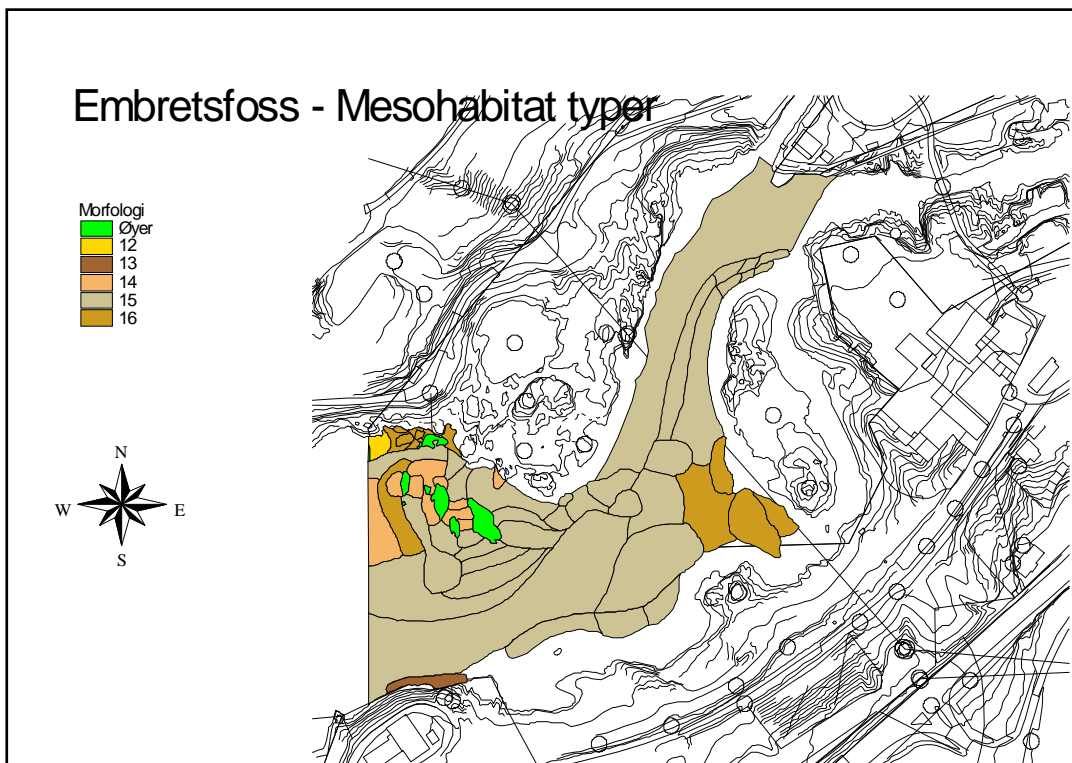 Embretsfoss - Mesohabitat typer
Morfologi
Øyer
12
13
14
15
16
N
W
E
S